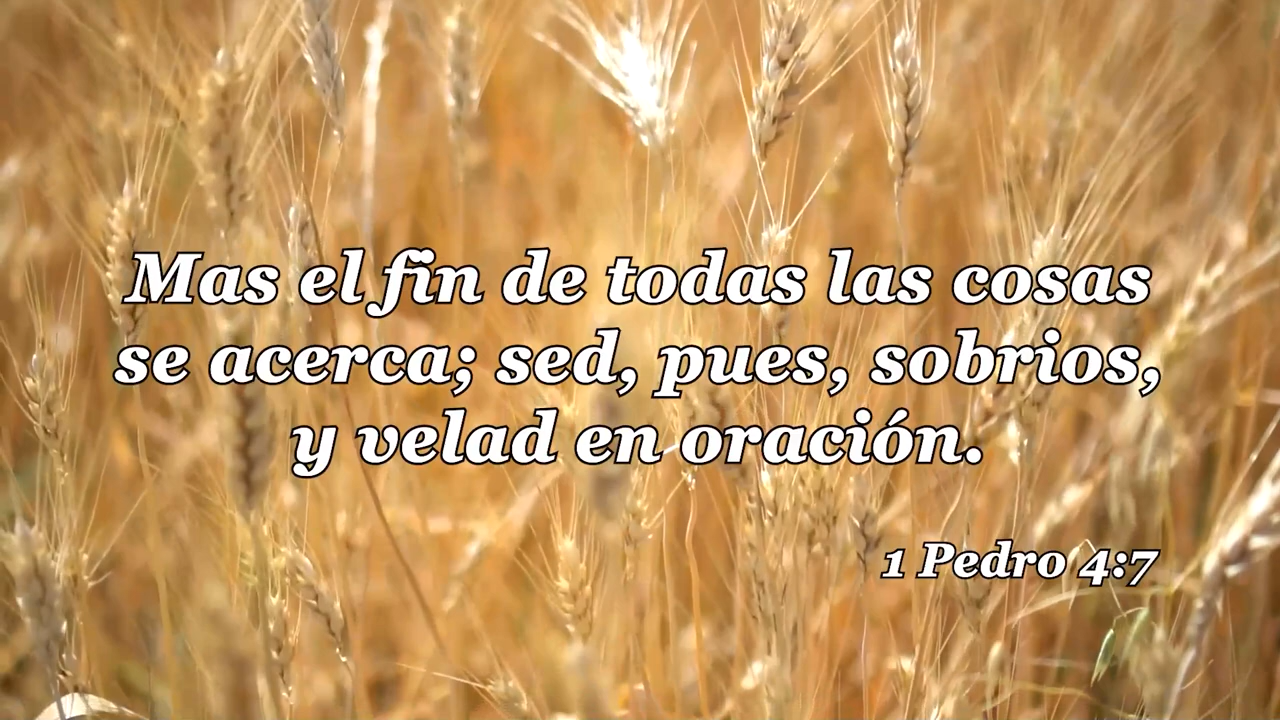 Mas el fin de todas las cosas
se acerca; sed, pues, sobrios,
y velad en oración.
1 Pedro 4:7